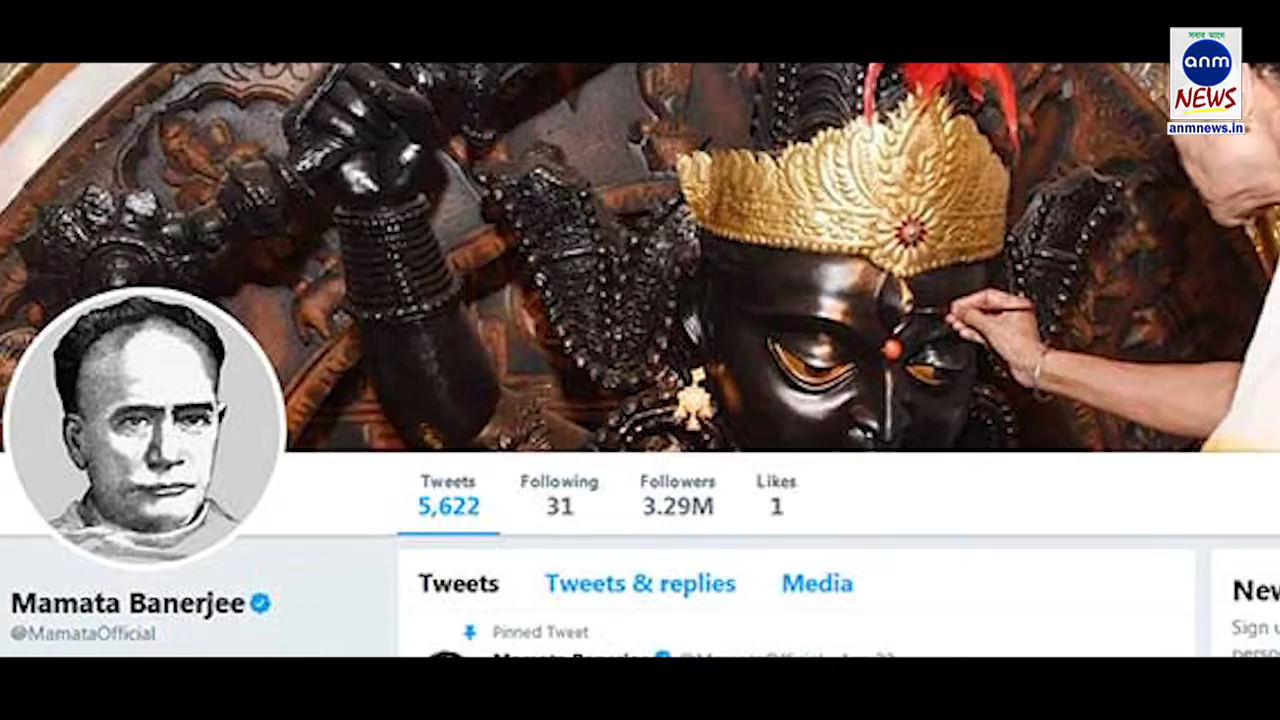 সবার আগে
anm
NEWS
anmnews.in
Tweets Following Followers Likes
5,622 31 3.29M 1
Mamata Banerjee
@MamataOfficial
Tweets Tweets & replies Media
Pinned Tweet
Sign